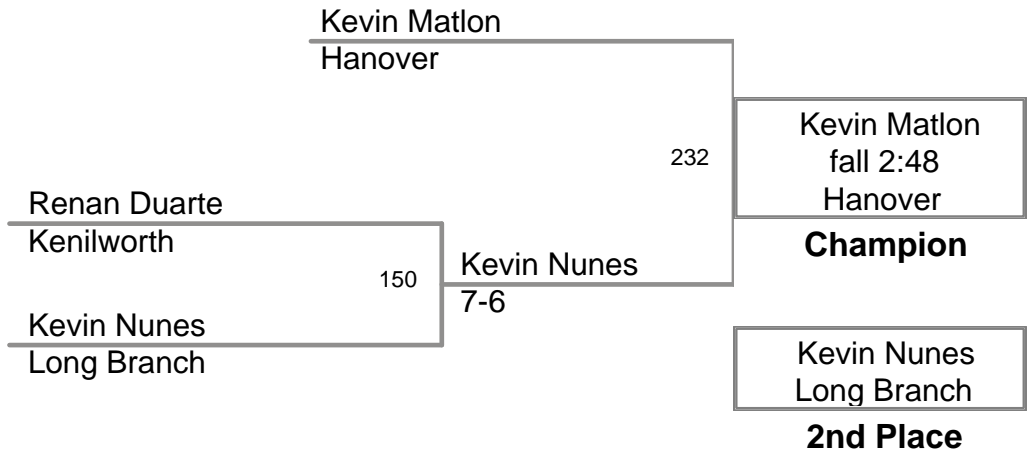 Kevin Matlon
Hanover
232
Kevin Matlon
fall 2:48
Hanover
Champion
Renan Duarte
Kenilworth
150
Kevin Nunes
7-6
Kevin Nunes
Long Branch
Kevin Nunes
Long Branch
2nd Place